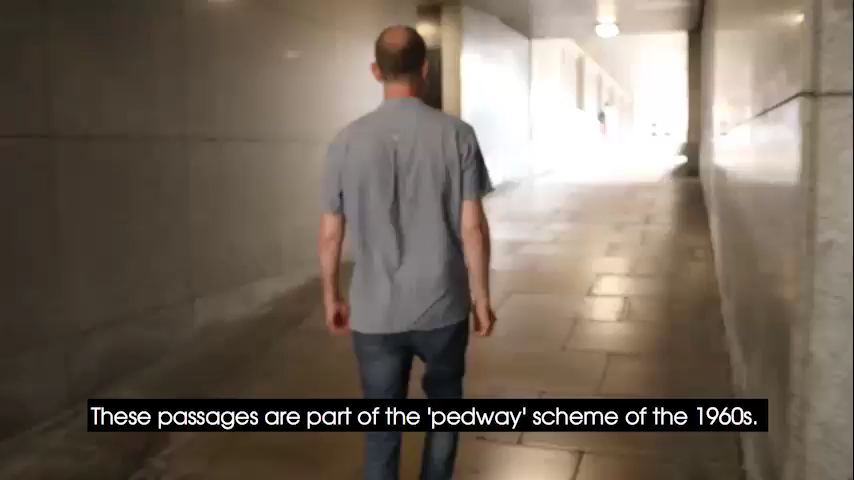 These passages are part of the 'pedway' scheme of the 1960s.